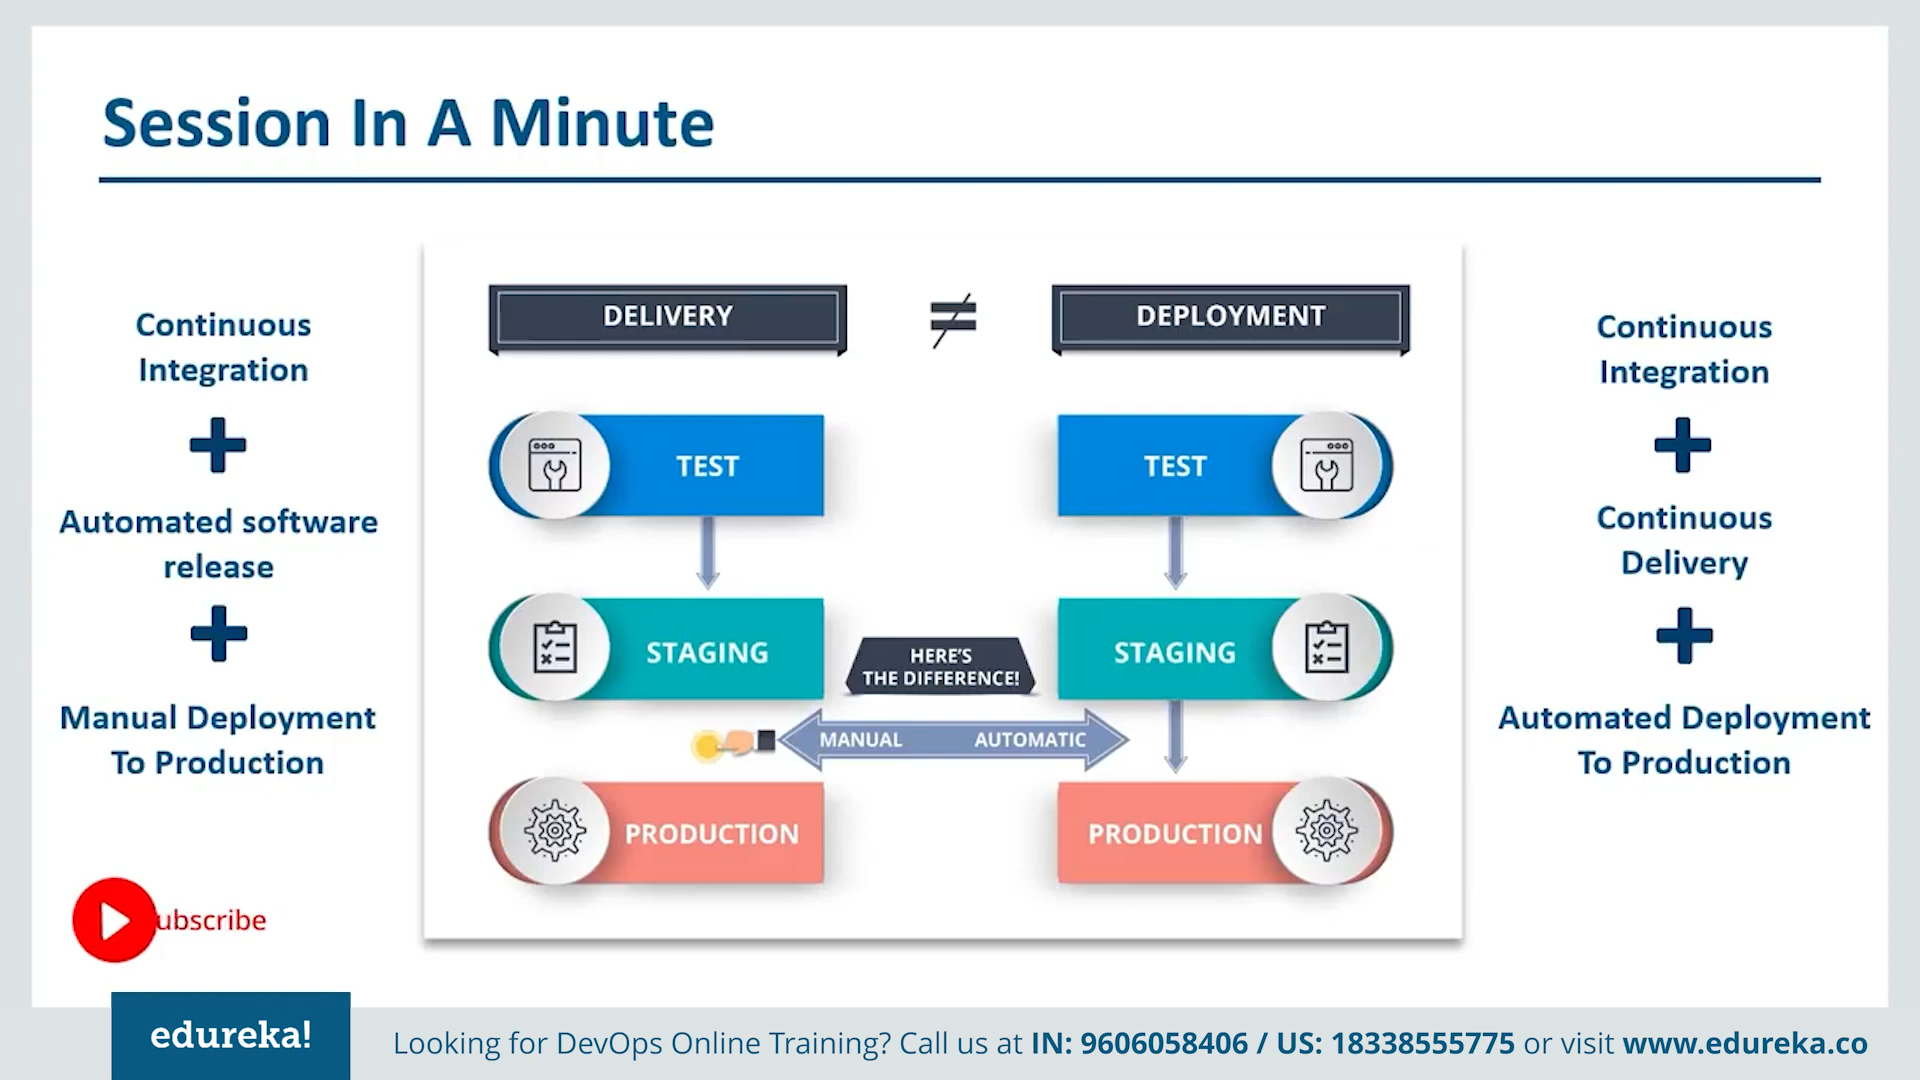 Session In A Minute
Continuous
Integration
Automated software
release
Manual Deployment
To Production
DELIVERY
≠
DEPLOYMENT
TEST
TEST
STAGING
HERE'S
THE DIFFERENCE!
STAGING
MANUAL
AUTOMATIC
PRODUCTION
PRODUCTION
Continuous
Integration
Continuous
Delivery
Automated Deployment
To Production
ubscribe
edureka!
Looking for DevOps Online Training? Call us at IN: 9606058406 / US: 18338555775 or visit www.edureka.co